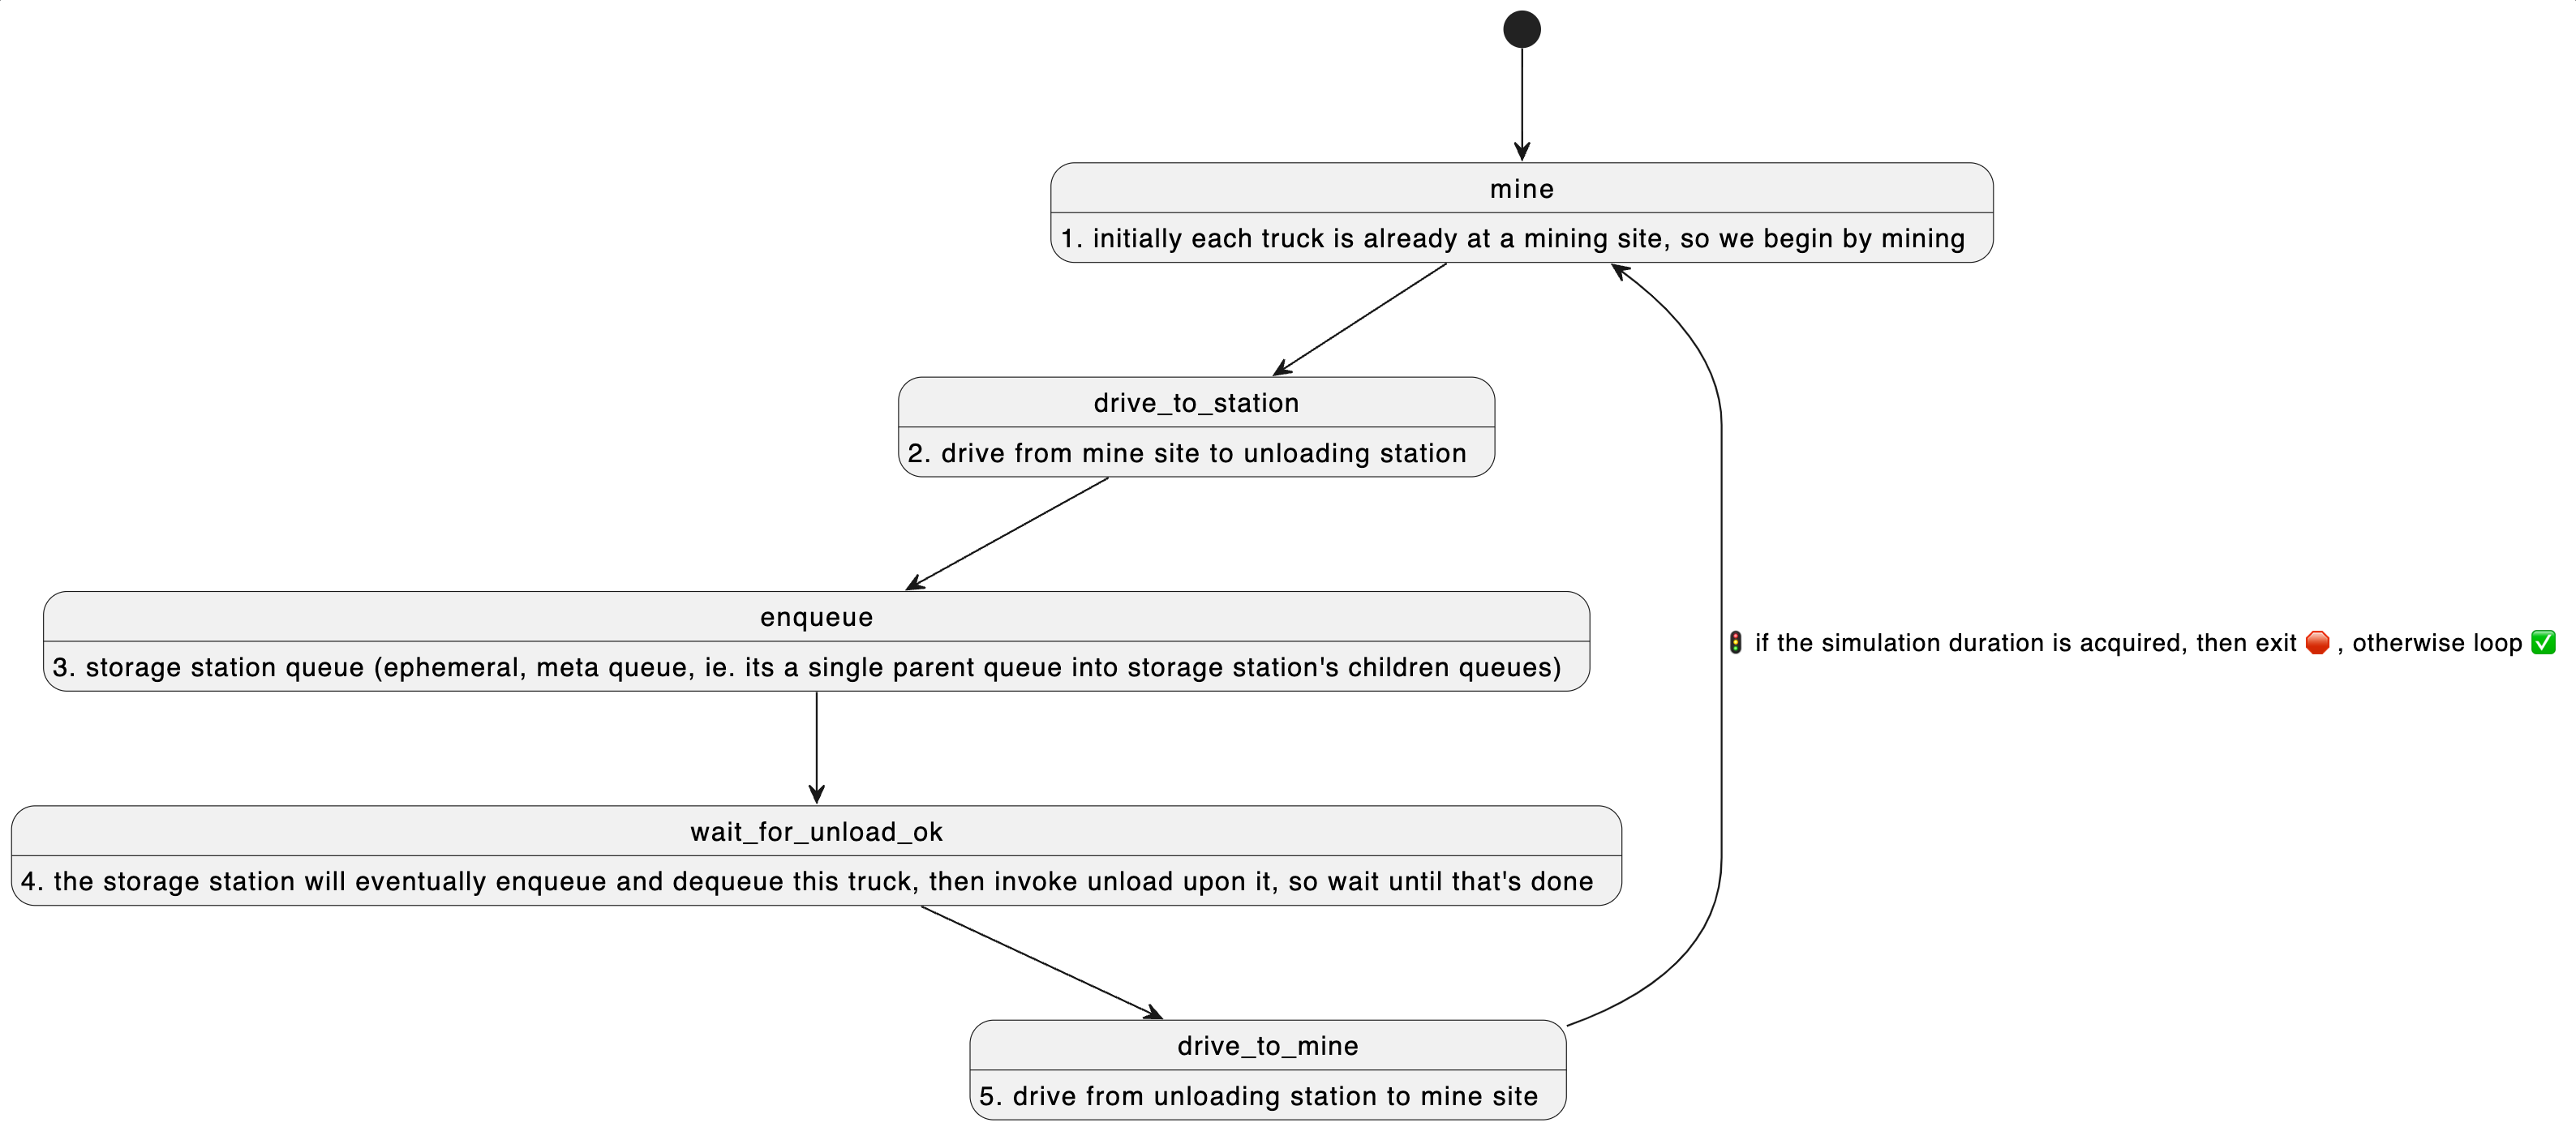 mine
1. initially each truck is already at a mining site, so we begin by mining
drive_to_station
2. drive from mine site to unloading station
enqueue
3. storage station queue (ephemeral, meta queue, ie. its a single parent queue into storage station's children queues)
🚦 if the simulation duration is acquired, then exit 🛑 , otherwise loop ✅
wait_for_unload_ok
4. the storage station will eventually enqueue and dequeue this truck, then invoke unload upon it, so wait until that's done
drive_to_mine
5. drive from unloading station to mine site